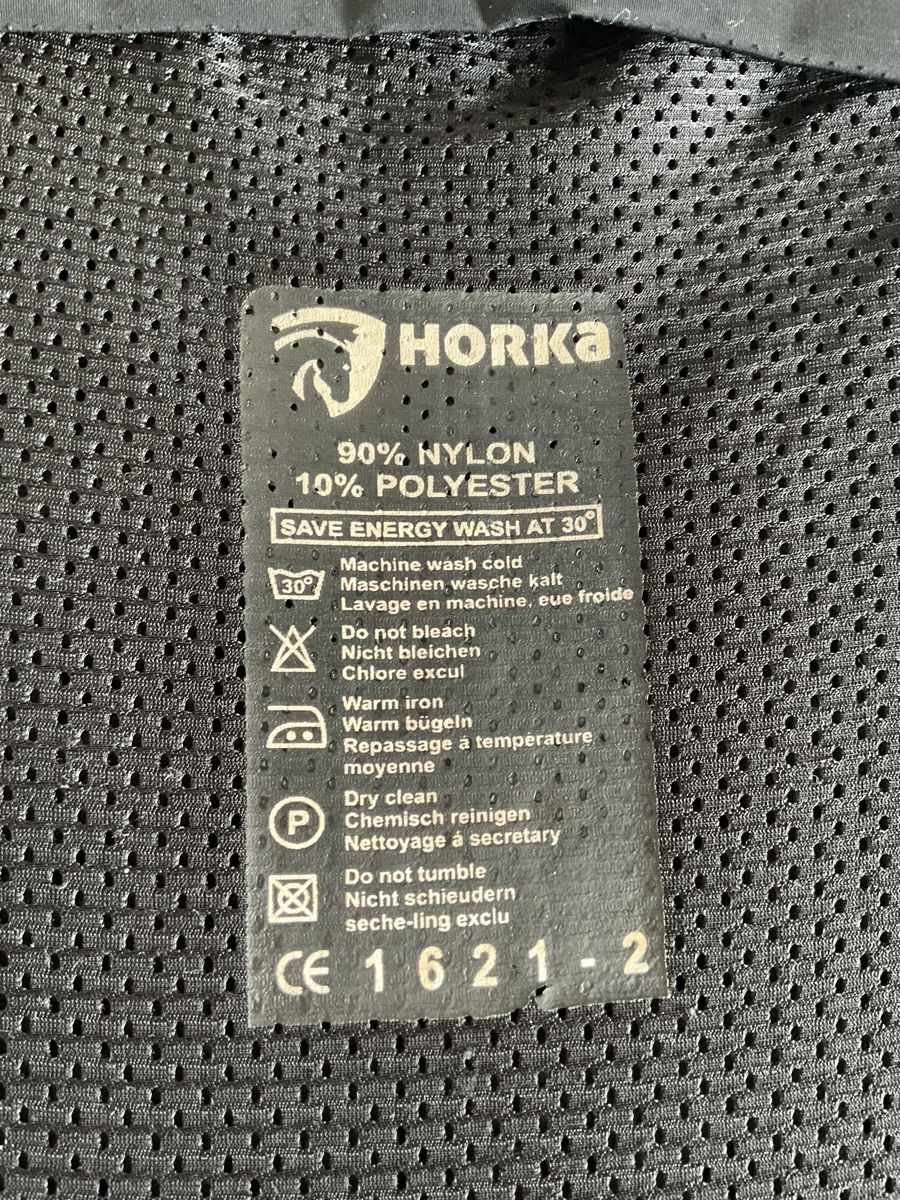 HORKa
90% NYLON
10% POLYESTER
SAVE ENERGY WASH AT 30°
30°
Machine wash cold
Maschinen wasche kalt
Lavage en machine, eue froide
Do not bleach
Nicht bleichen
Chlore excul
Warm iron
Warm bügeln
Repassage á température
moyenne
P
Dry clean
Chemisch reinigen
Nettoyage á secretary
Do not tumble
Nicht schieudern
seche-ling exclu
CE 1621-2